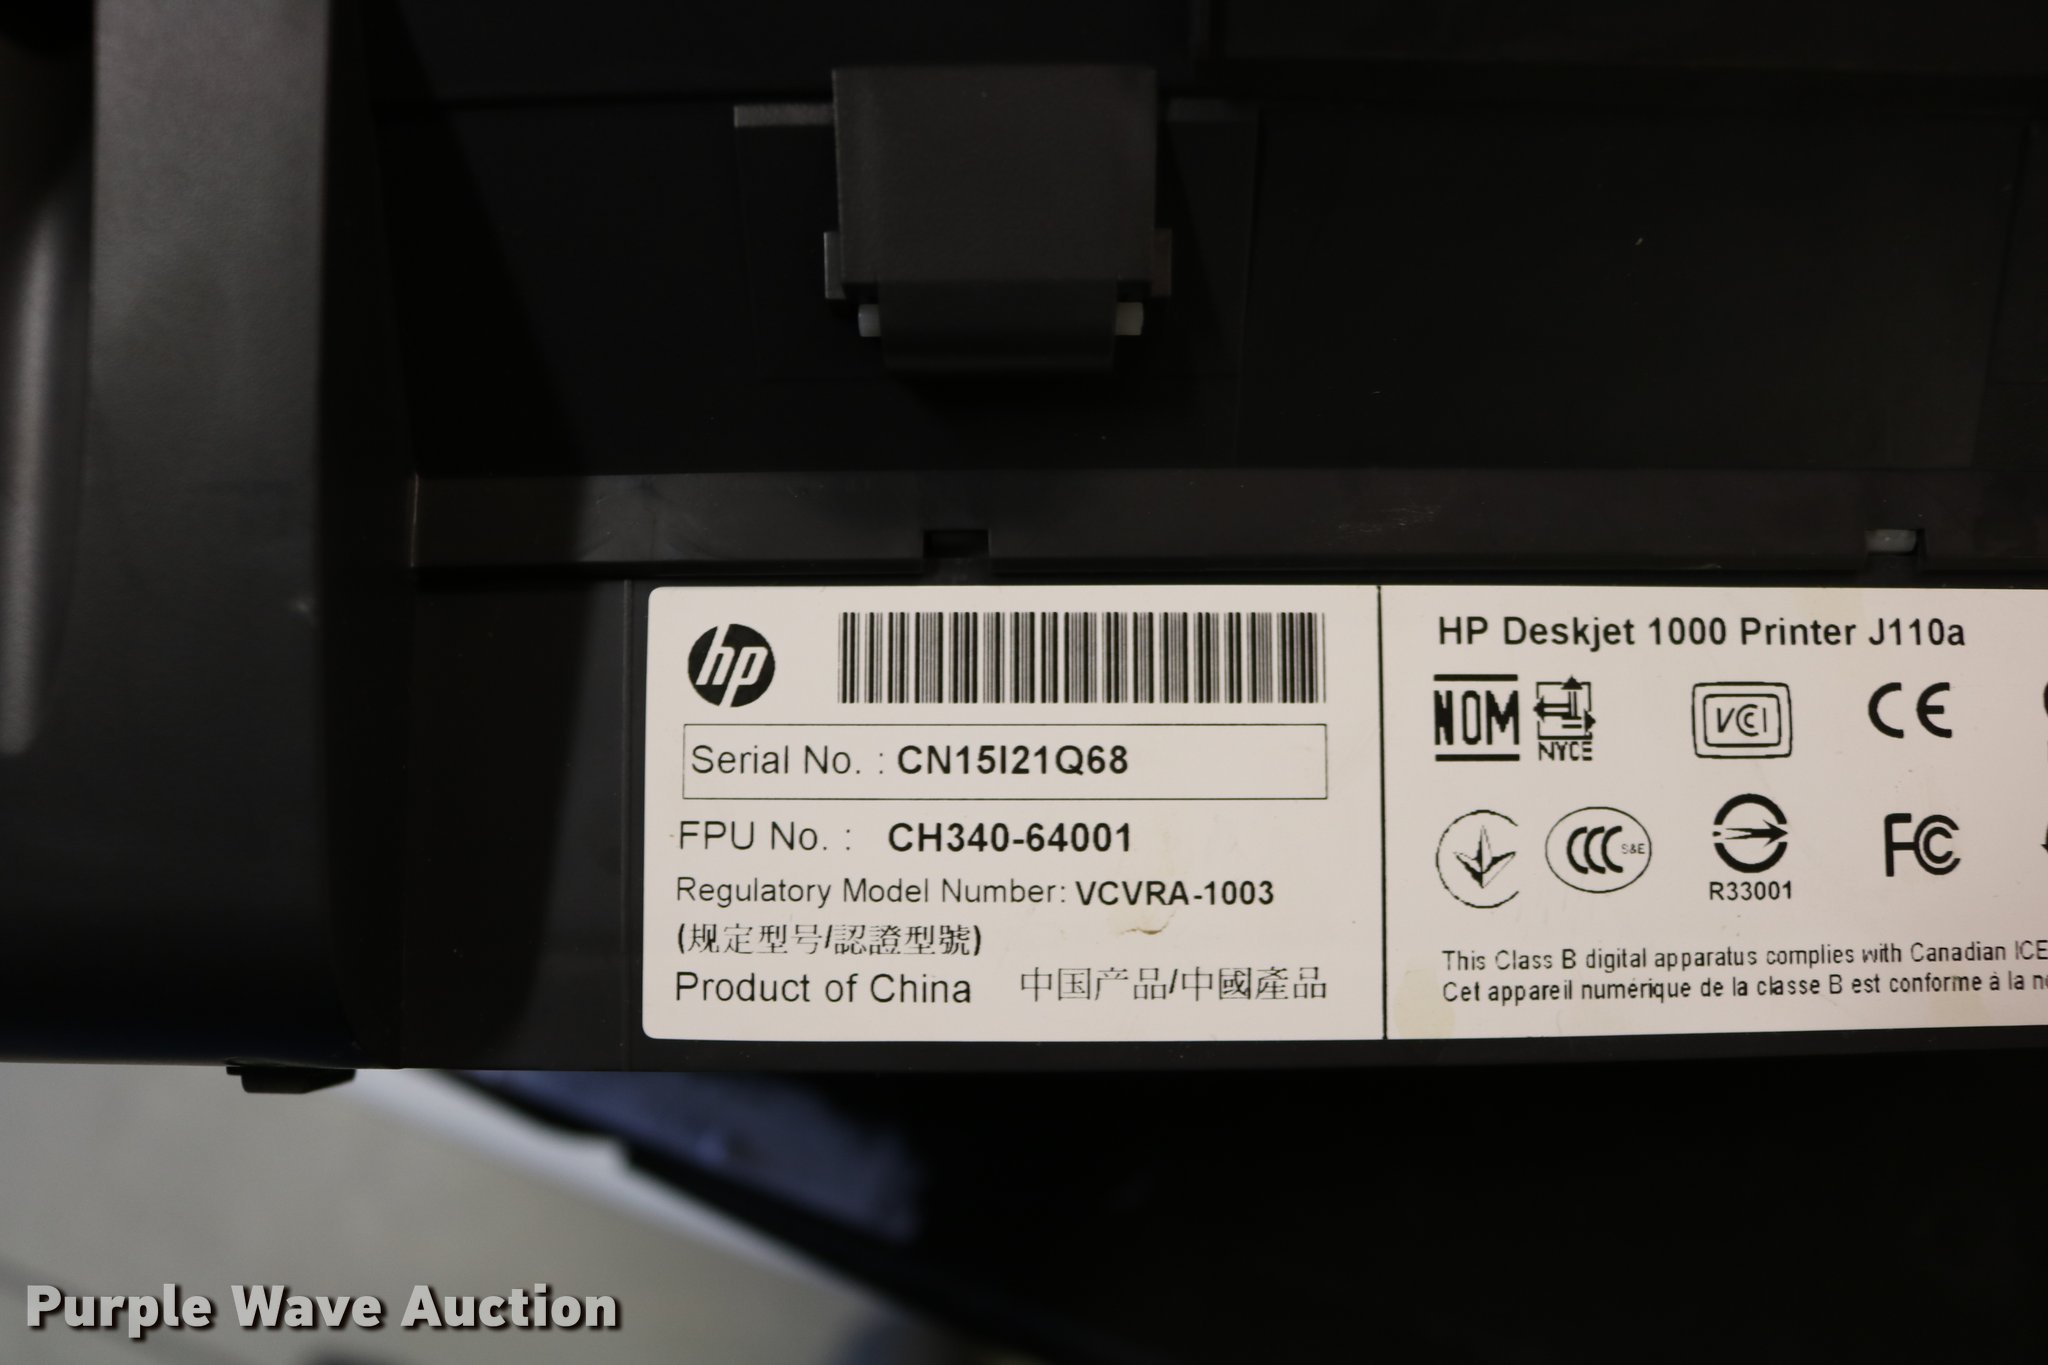 hp
Serial No. : CN15I21Q68
FPU No. : CH340-64001
Regulatory Model Number: VCVRA-1003
(规定型号/認證型號)
Product of China 中国产品/中國產品
HP Deskjet 1000 Printer J110a
NOM NYCE VCI CE
CCC S&E R33001 FC
This Class B digital apparatus complies with Canadian ICE
Cet appareil numérique de la classe B est conforme à la
Purple Wave Auction